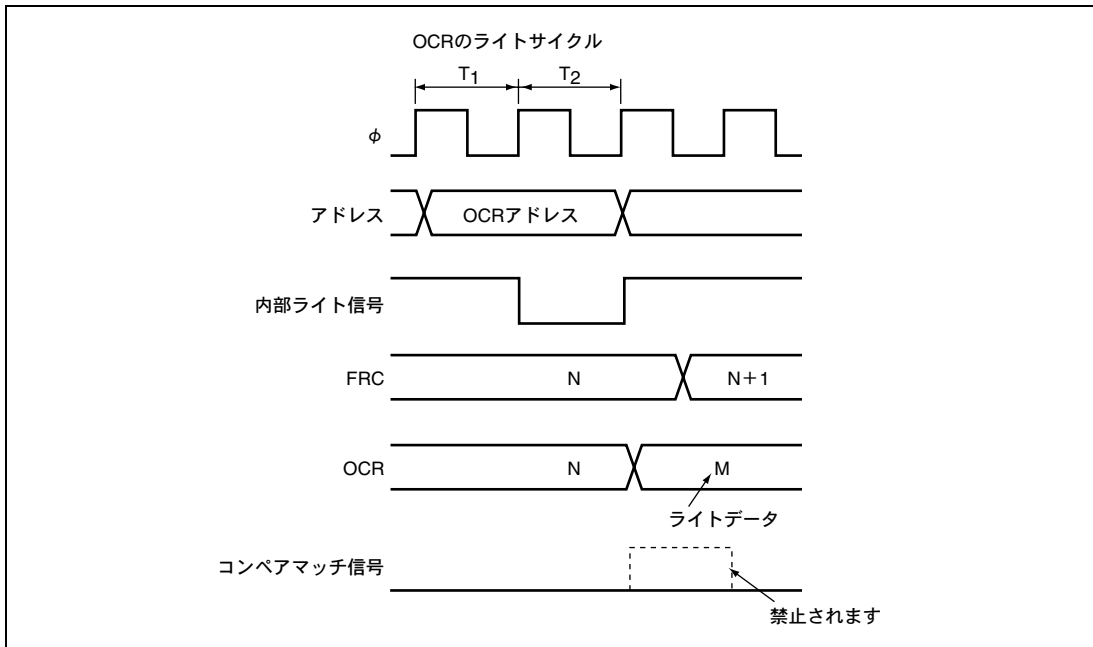 OCRのライトサイクル
T1 T2
φ
アドレス OCRアドレス
内部ライト信号
FRC N N+1
OCR N M
ライトデータ
コンペアマッチ信号
禁止されます